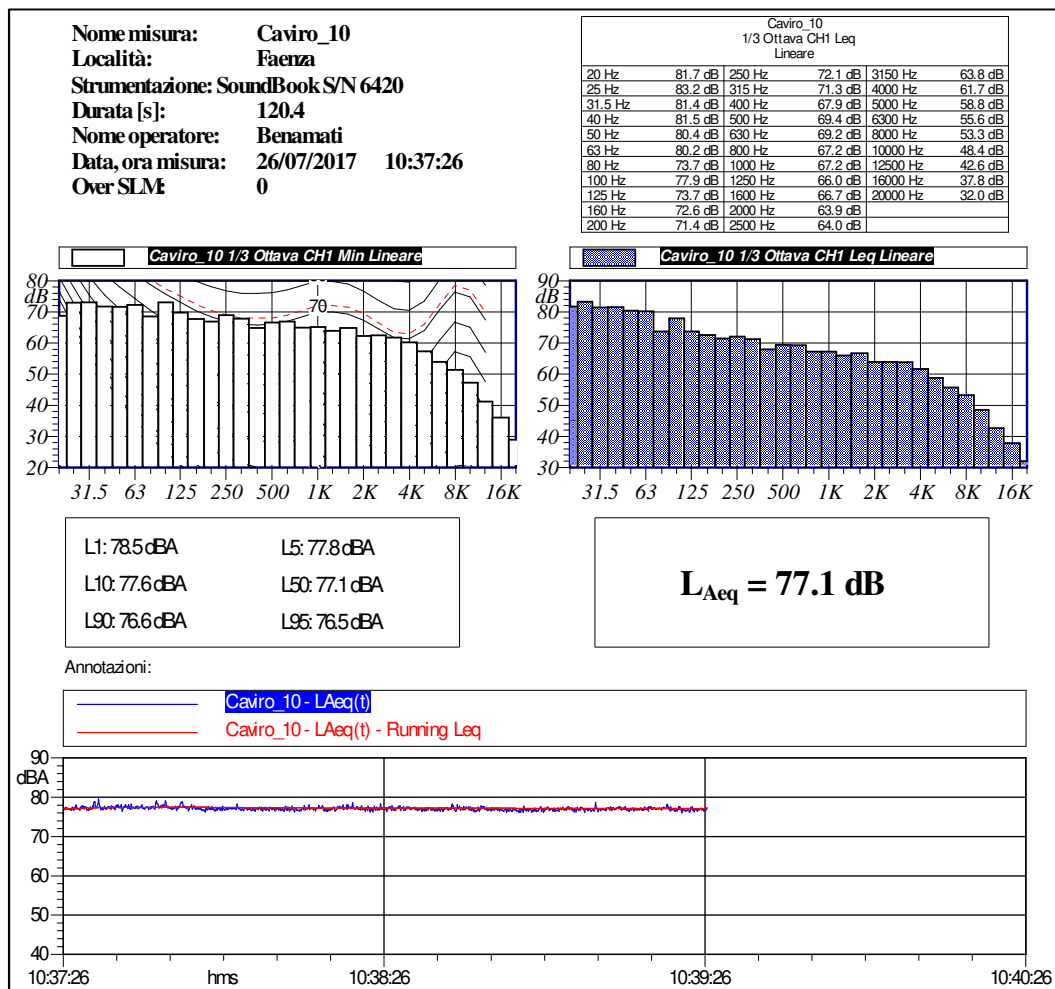 Nome misura: Caviro_10
Località: Faenza
Strumentazione: SoundBook S/N 6420
Durata [s]: 120.4
Nome operatore: Benamati
Data, ora misura: 26/07/2017 10:37:26
Over SLM: 0
Caviro_10
1/3 Ottava CH1 Leq
Lineare
20 Hz 81.7 dB 250 Hz 72.1 dB 3150 Hz 63.8 dB
25 Hz 83.2 dB 315 Hz 71.3 dB 4000 Hz 61.7 dB
31.5 Hz 81.4 dB 400 Hz 67.9 dB 5000 Hz 58.8 dB
40 Hz 81.5 dB 500 Hz 69.4 dB 6300 Hz 55.6 dB
50 Hz 80.4 dB 630 Hz 69.2 dB 8000 Hz 53.3 dB
63 Hz 80.2 dB 800 Hz 67.2 dB 10000 Hz 48.4 dB
80 Hz 73.7 dB 1000 Hz 67.2 dB 12500 Hz 42.6 dB
100 Hz 77.9 dB 1250 Hz 66.0 dB 16000 Hz 37.8 dB
125 Hz 73.7 dB 1600 Hz 66.7 dB 20000 Hz 32.0 dB
160 Hz 72.6 dB 2000 Hz 63.9 dB
200 Hz 71.4 dB 2500 Hz 64.0 dB
Caviro_10 1/3 Ottava CH1 Min Lineare
80
dB
70
60
50
40
30
20
70
31.5 63 125 250 500 1K 2K 4K 8K 16K
Caviro_10 1/3 Ottava CH1 Leq Lineare
90
dB
80
70
60
50
40
30
31.5 63 125 250 500 1K 2K 4K 8K 16K
L1: 78.5 dBA L5: 77.8 dBA
L10: 77.6 dBA L50: 77.1 dBA
L90: 76.6 dBA L95: 76.5 dBA
LAeq = 77.1 dB
Annotazioni:
Caviro_10 - LAeq(t)
Caviro_10 - LAeq(t) - Running Leq
90
dBA
80
70
60
50
40
10:37:26 hms 10:38:26 10:39:26 10:40:26